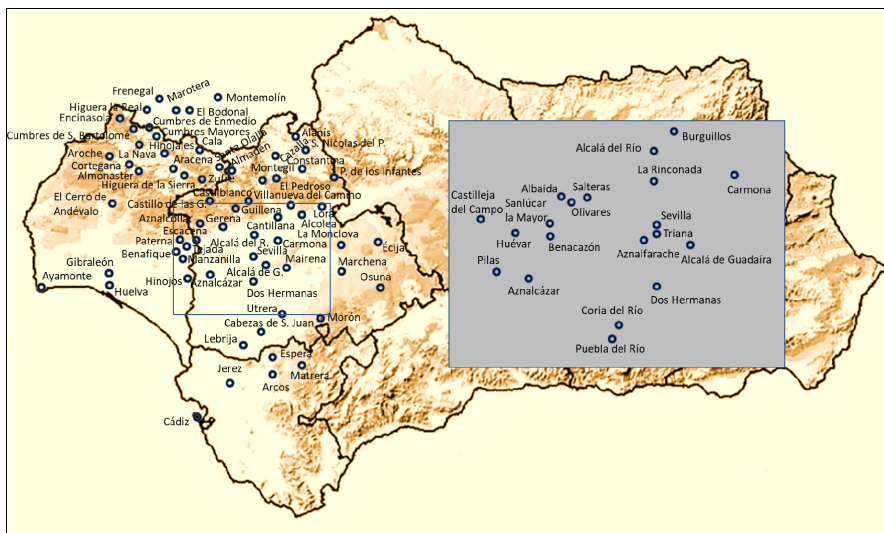 Frenegal
Marotera
Montemolín
Higuera la Real
El Bodonal
Encinasola
Cumbres de Enmedio
Cumbres de S. Bartolomé
Cumbres Mayores
Hinojales
Cala
Santa Olalla
Alanís
S. Nicolas del P.
Cazalla
Aroche
La Nava
Aracena
Almadén
Constantina
Cortegana
Almonaster
Zufre
Montegil
P. de los Infantes
Higuera de la Sierra
El Pedroso
El Cerro de
Andévalo
Castilblanco
Villanueva del Camino
Castillo de las G.
Guillena
Lora
Aznalcóllar
Gerena
Alcolea
Escacena
Cantillana
La Monclova
Paterna
Alcalá del R.
Carmona
Écija
Tejada
Sevilla
Benafique
Manzanilla
Mairena
Gibraleón
Alcalá de G.
Marchena
Ayamonte
Hinojos
Aznalcázar
Osuna
Huelva
Dos Hermanas
Utrera
Cabezas de S. Juan
Morón
Lebrija
Espera
Jerez
Matrera
Arcos
Cádiz
Burguillos
Alcalá del Río
La Rinconada
Carmona
Castilleja
del Campo
Albaida
Salteras
Sanlúcar
la Mayor
Olivares
Sevilla
Triana
Huévar
Benacazón
Aznalfarache
Alcalá de Guadaíra
Pilas
Aznalcázar
Dos Hermanas
Coria del Río
Puebla del Río